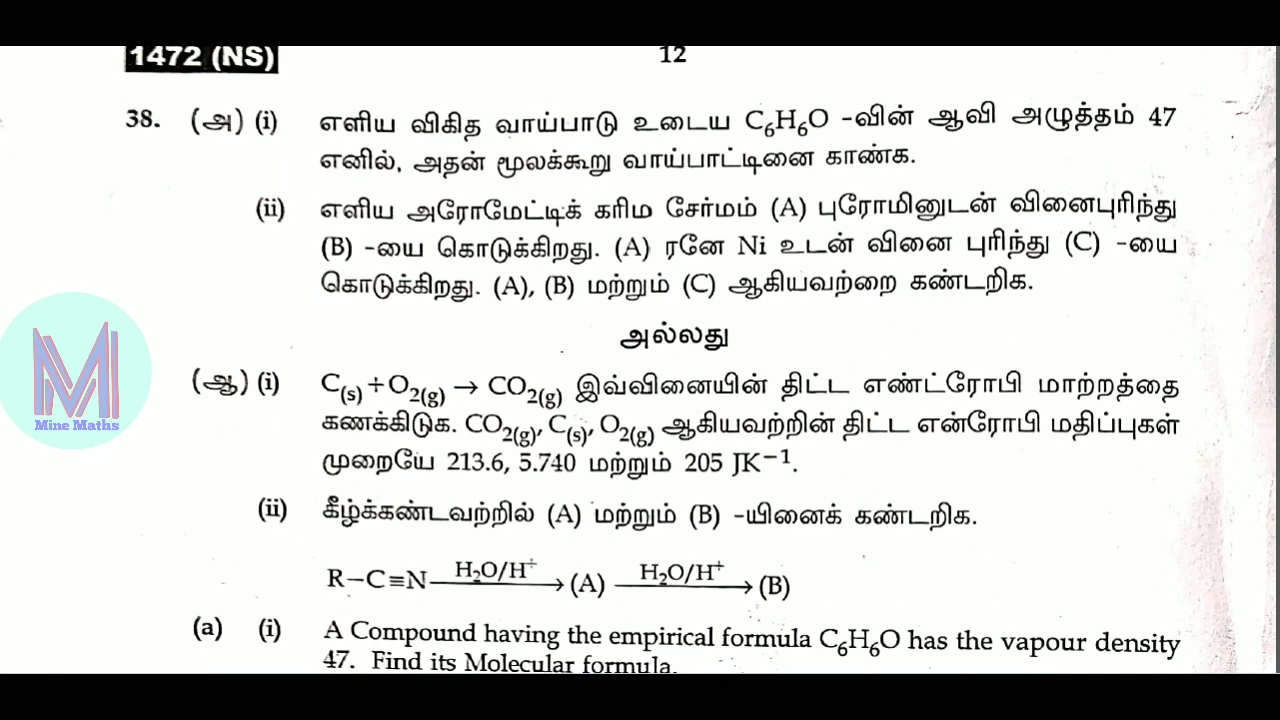 1472 (NS)
12
38. (அ) (i) எளிய விகித வாய்பாடு உடைய C₆H₆O -வின் ஆவி அழுத்தம் 47
எனில், அதன் மூலக்கூறு வாய்பாட்டினை காண்க.
(ii) எளிய அரோமேட்டிக் கரிம சேர்மம் (A) புரோமினுடன் வினைபுரிந்து
(B) -யை கொடுக்கிறது. (A) ரனே Ni உடன் வினை புரிந்து (C) -யை
கொடுக்கிறது. (A), (B) மற்றும் (C) ஆகியவற்றை கண்டறிக.
அல்லது
(ஆ) (i) C(s) + O₂(g) → CO₂(g) இவ்வினையின் திட்ட எண்ட்ரோபி மாற்றத்தை
கணக்கிடுக. CO₂(g), C(s), O₂(g) ஆகியவற்றின் திட்ட என்ரோபி மதிப்புகள்
முறையே 213.6, 5.740 மற்றும் 205 JK⁻¹.
(ii) கீழ்க்கண்டவற்றில் (A) மற்றும் (B) -யினைக் கண்டறிக.
R−C≡N H₂O/H⁺ → (A) H₂O/H⁺ → (B)
(a) (i) A Compound having the empirical formula C₆H₆O has the vapour density
47. Find its Molecular formula.
M
Mine Maths